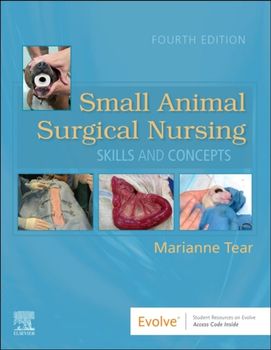 FOURTH EDITION
Small Animal
Surgical Nursing
SKILLS AND CONCEPTS
Marianne Tear
ELSEVIER
Evolve
Student Resources on Evolve
Access Code Inside